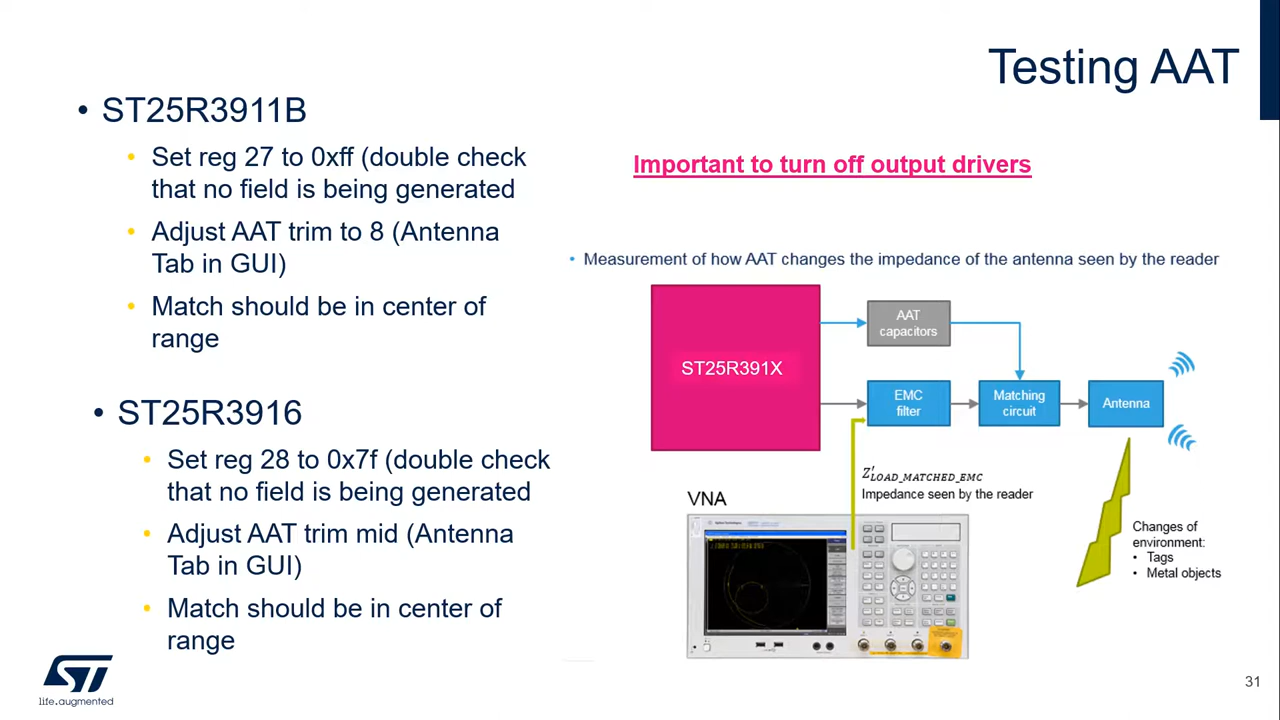 Testing AAT
• ST25R3911B
• Set reg 27 to 0xff (double check
that no field is being generated
• Adjust AAT trim to 8 (Antenna
Tab in GUI)
• Match should be in center of
range
• ST25R3916
• Set reg 28 to 0x7f (double check
that no field is being generated
• Adjust AAT trim mid (Antenna
Tab in GUI)
• Match should be in center of
range
Important to turn off output drivers
• Measurement of how AAT changes the impedance of the antenna seen by the reader
ST25R391X
AAT
capacitors
EMC
filter
Matching
circuit
Antenna
Z'LOAD_MATCHED_EMC
Impedance seen by the reader
VNA
Agilent Technologies
Changes of
environment:
• Tags
• Metal objects
ST
life.augmented
31